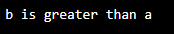 b is greater than a